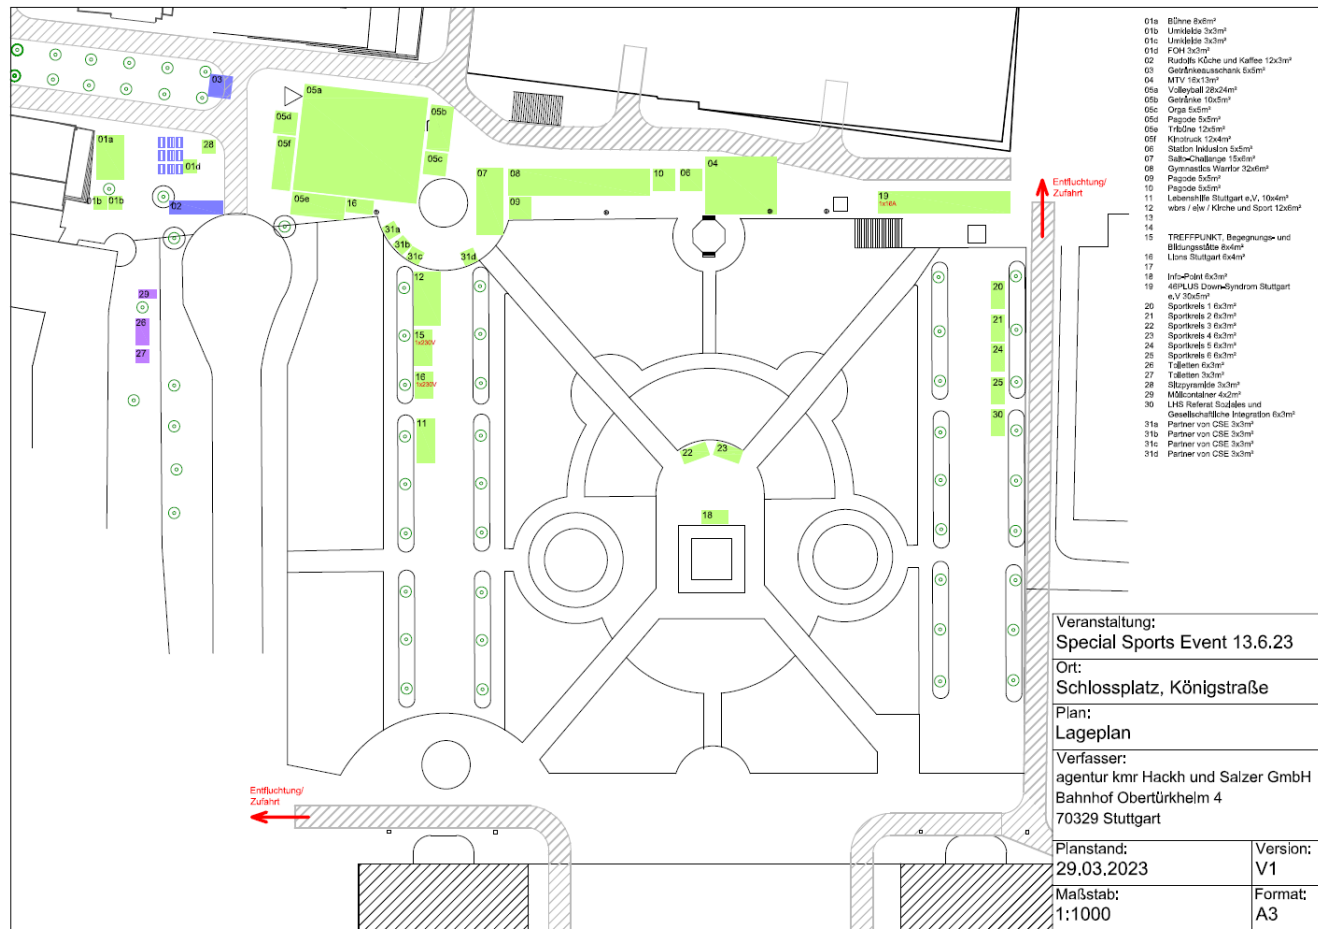 01a Bühne 8x6m²
01b Umkleide 3x3m²
01c Umkleide 3x3m²
01d FOH 3x3m²
02 Rudolfs Küche und Kaffee 12x3m²
03 Getränkeausschank 5x5m²
04 MTV 16x13m²
05a Volleyball 28x24m²
05b Getränke 10x5m²
05c Orga 5x5m²
05d Pagode 5x5m²
05e Tribüne 12x5m²
05f Kinotruck 12x4m²
06 Station Inklusion 5x5m²
07 Salto-Challange 15x6m²
08 Gymnastics Warrior 32x6m²
09 Pagode 5x5m²
10 Pagode 5x5m²
11 Lebenshilfe Stuttgart e.V. 10x4m²
12 wbrs / ejw / Kirche und Sport 12x6m²
13
14
15 TREFFPUNKT, Begegnungs- und
Bildungsstätte 8x4m²
16 Lions Stuttgart 6x4m²
17
18 Info-Point 6x3m²
19 46PLUS Down-Syndrom Stuttgart
e.V 30x5m²
20 Sportkreis 1 6x3m²
21 Sportkreis 2 6x3m²
22 Sportkreis 3 6x3m²
23 Sportkreis 4 6x3m²
24 Sportkreis 5 6x3m²
25 Sportkreis 6 6x3m²
26 Toiletten 6x3m²
27 Toiletten 3x3m²
28 Sitzpyramide 3x3m²
29 Müllcontainer 4x2m²
30 LHS Referat Soziales und
Gesellschaftliche Integration 6x3m²
31a Partner von CSE 3x3m²
31b Partner von CSE 3x3m²
31c Partner von CSE 3x3m²
31d Partner von CSE 3x3m²
03
05a
05b
05d
05f
05c
05e
16
01a
28
01d
01b
01b
02
07
08
09
10
06
04
19
1x16A
Entfluchtung/
Zufahrt
31a
31b
31c
31d
12
15
1x230V
16
1x230V
11
29
26
27
20
21
24
25
30
22
23
18
Entfluchtung/
Zufahrt
Veranstaltung:
Special Sports Event 13.6.23
Ort:
Schlossplatz, Königstraße
Plan:
Lageplan
Verfasser:
agentur kmr Hackh und Salzer GmbH
Bahnhof Obertürkheim 4
70329 Stuttgart
Planstand:
29.03.2023
Version:
V1
Maßstab:
1:1000
Format:
A3